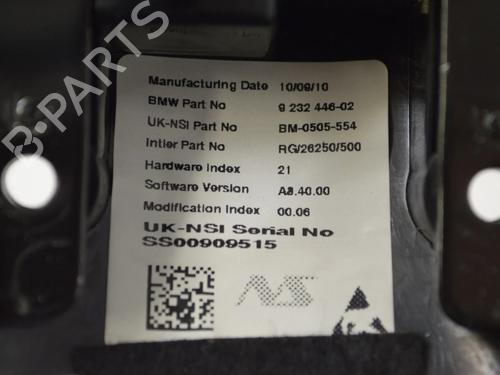 Manufacturing Date 10/09/10
BMW Part No 9 232 446-02
UK-NSI Part No BM-0505-554
Intier Part No RG/26250/500
Hardware Index 21
Software Version A8.40.00
Modification Index 00.06
UK-NSI Serial No
SS00909515
B-PARTS